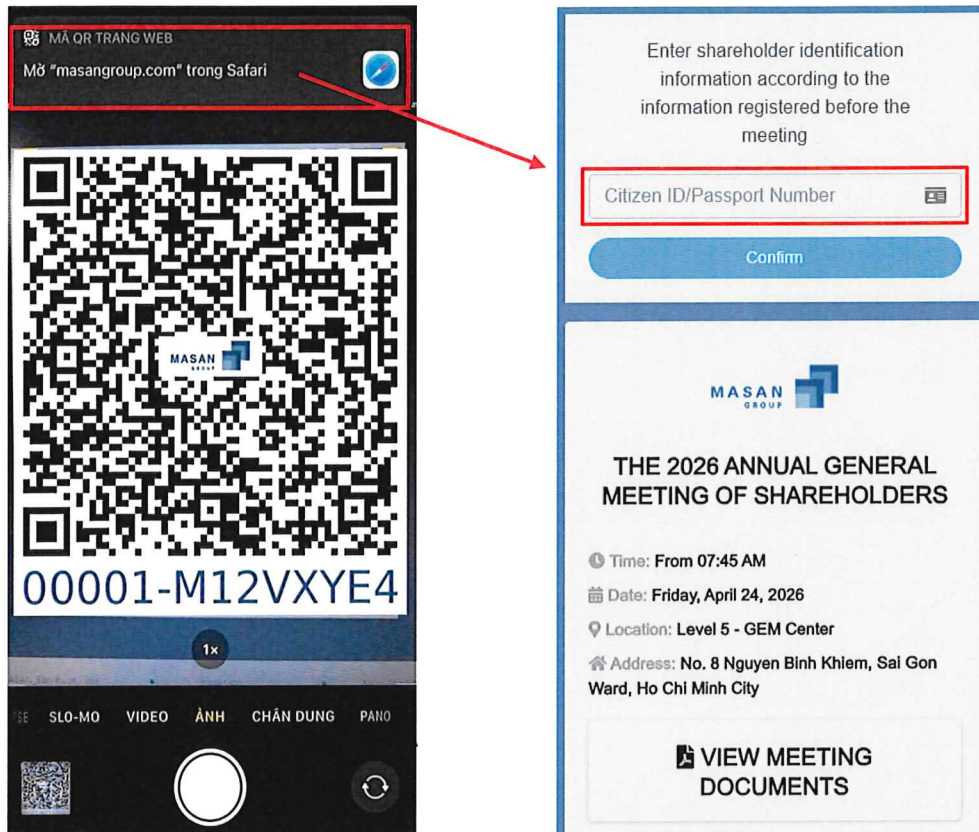 MÃ QR TRANG WEB
Mở "masangroup.com" trong Safari
MASAN
GROUP
00001-M12VXYE4
1x
SLO-MO VIDEO ẢNH CHÂN DUNG PANO
Enter shareholder identification
information according to the
information registered before the
meeting
Citizen ID/Passport Number
Confirm
MASAN
GROUP
THE 2026 ANNUAL GENERAL
MEETING OF SHAREHOLDERS
Time: From 07:45 AM
Date: Friday, April 24, 2026
Location: Level 5 - GEM Center
Address: No. 8 Nguyen Binh Khiem, Sai Gon
Ward, Ho Chi Minh City
VIEW MEETING
DOCUMENTS